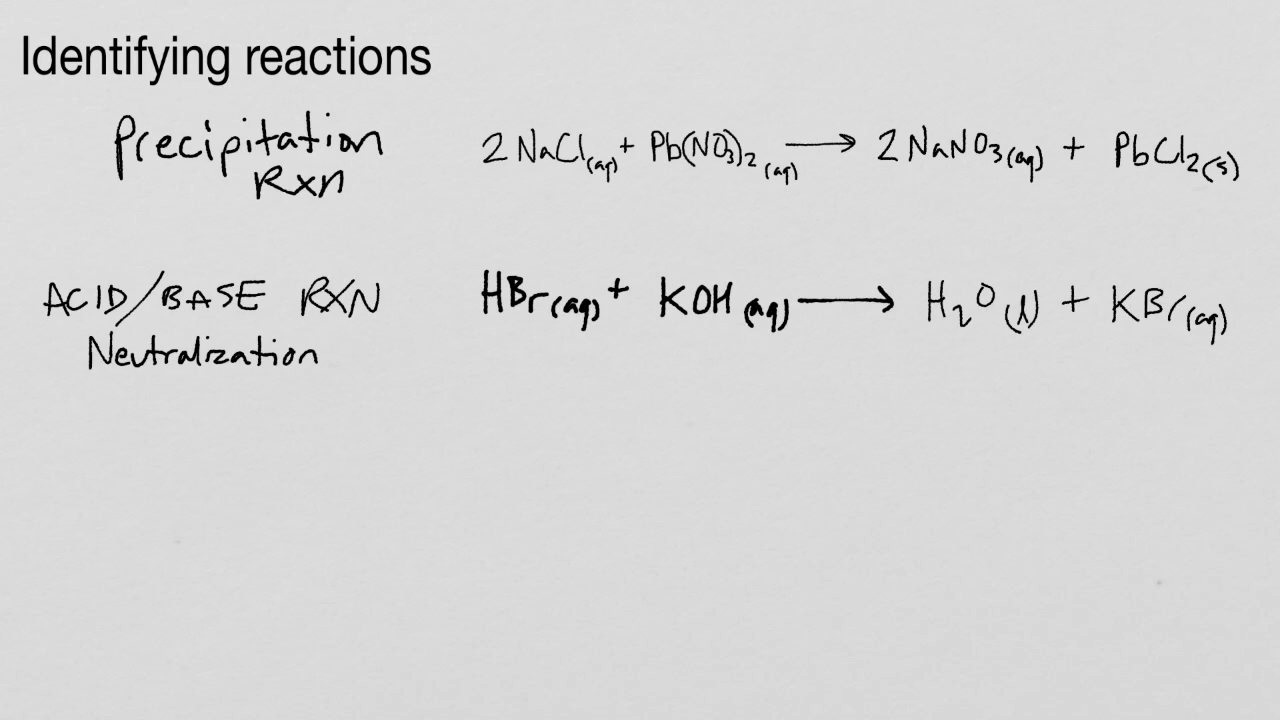 Identifying reactions
Precipitation 2 NaCl(aq) + Pb(NO3)2 (aq) → 2 NaNO3(aq) + PbCl2(s)
Rxn
ACID/BASE RXN HBr(aq) + KOH(aq) → H2O(l) + KBr(aq)
Neutralization